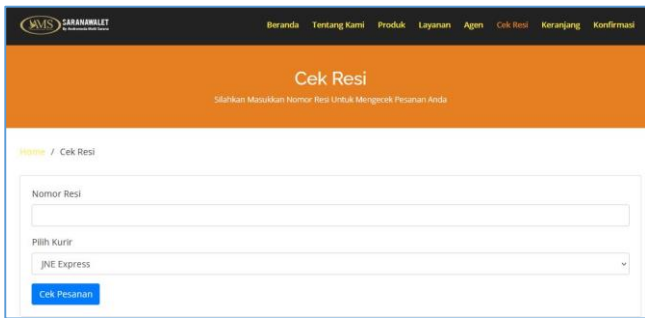 AMS SARANAWALET
Beranda Tentang Kami Produk Layanan Agen Cek Resi Keranjang Konfirmasi
Cek Resi
Silahkan Masukkan Nomor Resi Untuk Mengecek Pesanan Anda
Home / Cek Resi
Nomor Resi
Pilih Kurir
JNE Express
Cek Pesanan